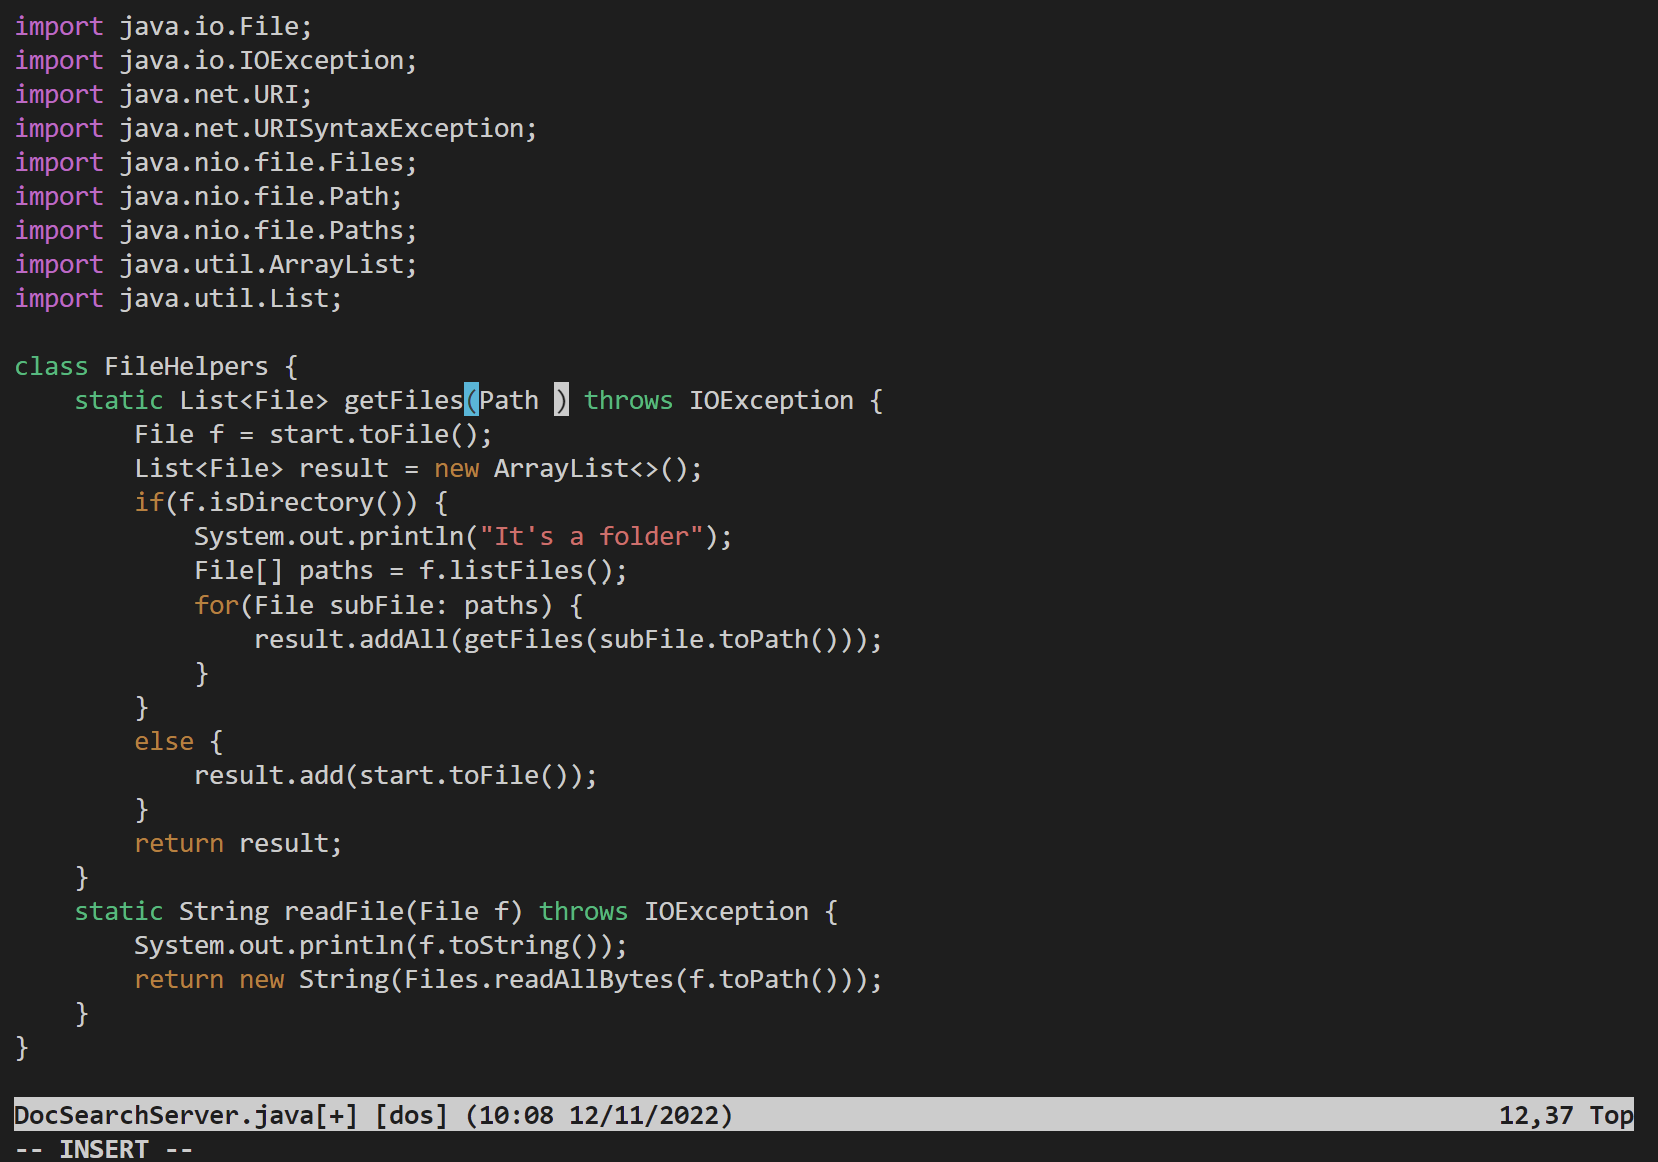 import java.io.File;
import java.io.IOException;
import java.net.URI;
import java.net.URISyntaxException;
import java.nio.file.Files;
import java.nio.file.Path;
import java.nio.file.Paths;
import java.util.ArrayList;
import java.util.List;

class FileHelpers {
    static List<File> getFiles(Path ) throws IOException {
        File f = start.toFile();
        List<File> result = new ArrayList<>();
        if(f.isDirectory()) {
            System.out.println("It's a folder");
            File[] paths = f.listFiles();
            for(File subFile: paths) {
                result.addAll(getFiles(subFile.toPath()));
            }
        }
        else {
            result.add(start.toFile());
        }
        return result;
    }
    static String readFile(File f) throws IOException {
        System.out.println(f.toString());
        return new String(Files.readAllBytes(f.toPath()));
    }
}

DocSearchServer.java[+] [dos] (10:08 12/11/2022) 12,37 Top
-- INSERT --